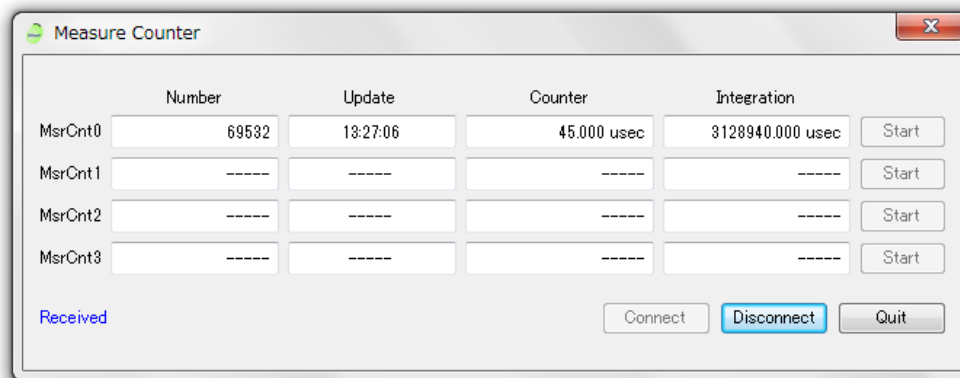 Measure Counter
Number Update Counter Integration
MsrCnt0 69532 13:27:06 45.000 usec 3128940.000 usec Start
MsrCnt1 ----- ----- ----- ----- Start
MsrCnt2 ----- ----- ----- ----- Start
MsrCnt3 ----- ----- ----- ----- Start
Received Connect Disconnect Quit